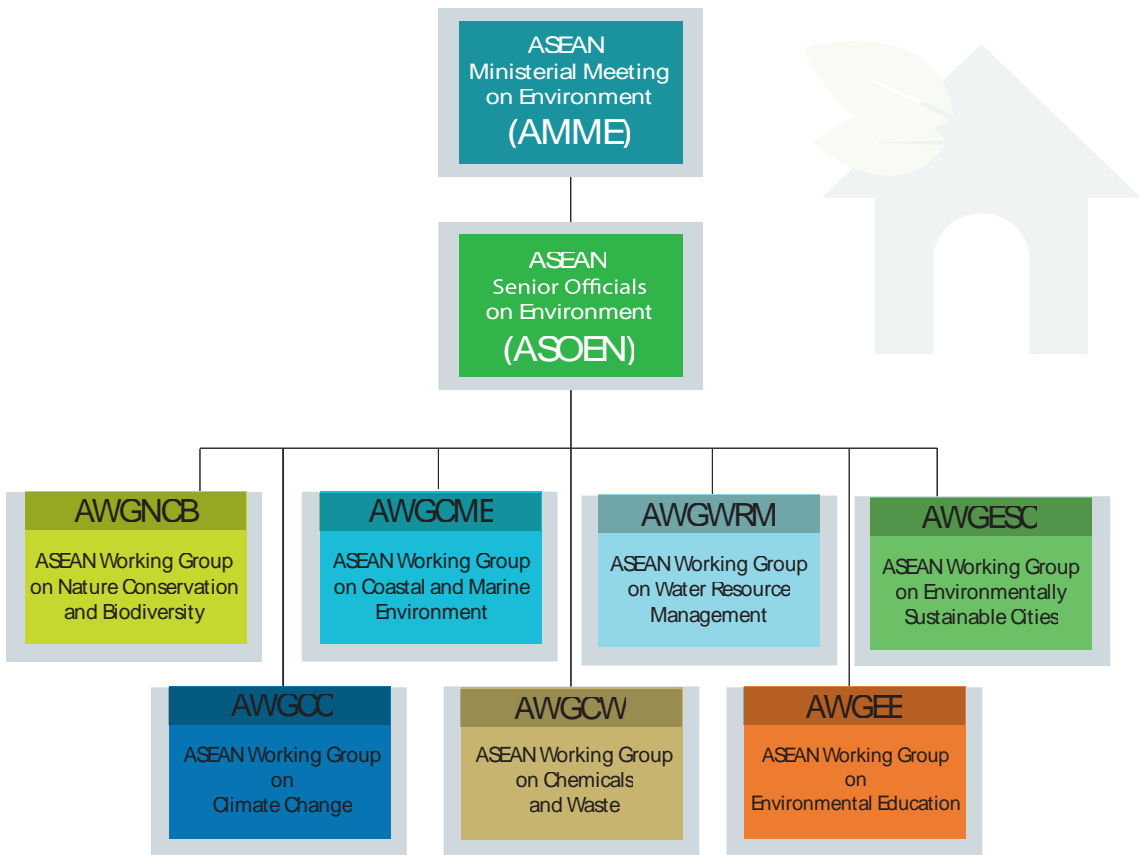 ASEAN
Ministerial Meeting
on Environment
(AMME)
ASEAN
Senior Officials
on Environment
(ASOEN)
AWGNCB
ASEAN Working Group
on Nature Conservation
and Biodiversity
AWGCME
ASEAN Working Group
on Coastal and Marine
Environment
AWGWRM
ASEAN Working Group
on Water Resource
Management
AWGESC
ASEAN Working Group
on Environmentally
Sustainable Cities
AWGCC
ASEAN Working Group
on
Climate Change
AWGCW
ASEAN Working Group
on Chemicals
and Waste
AWGEE
ASEAN Working Group
on
Environmental Education